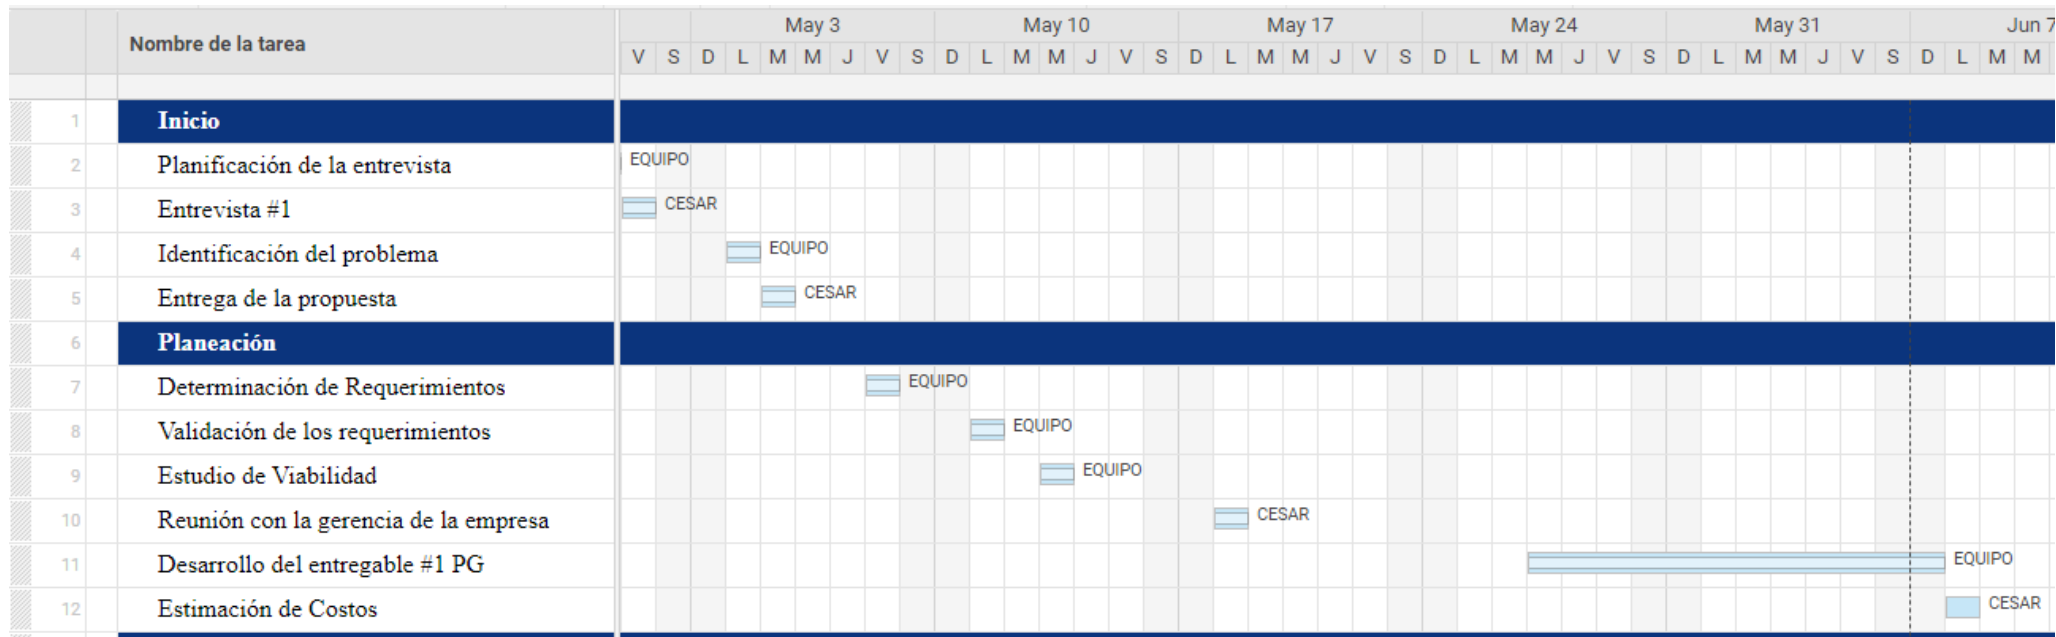 Nombre de la tarea
May 3 May 10 May 17 May 24 May 31 Jun 7
V S D L M M J V S D L M M J V S D L M M J V S D L M M J V S D L M M J V S D L M M
1 Inicio
2 Planificación de la entrevista EQUIPO
3 Entrevista #1 CESAR
4 Identificación del problema EQUIPO
5 Entrega de la propuesta CESAR
6 Planeación
7 Determinación de Requerimientos EQUIPO
8 Validación de los requerimientos EQUIPO
9 Estudio de Viabilidad EQUIPO
10 Reunión con la gerencia de la empresa CESAR
11 Desarrollo del entregable #1 PG EQUIPO
12 Estimación de Costos CESAR